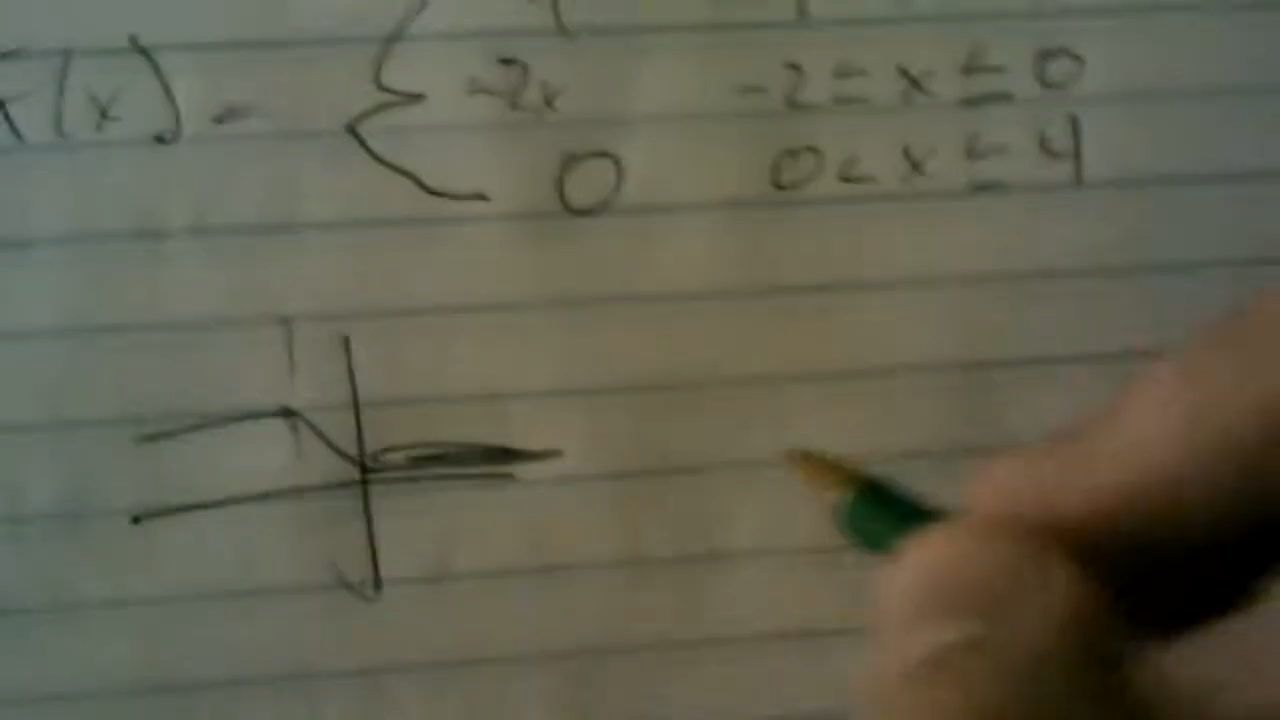 f(x) = { -2x -2 ≤ x ≤ 0
0 0 < x ≤ 4